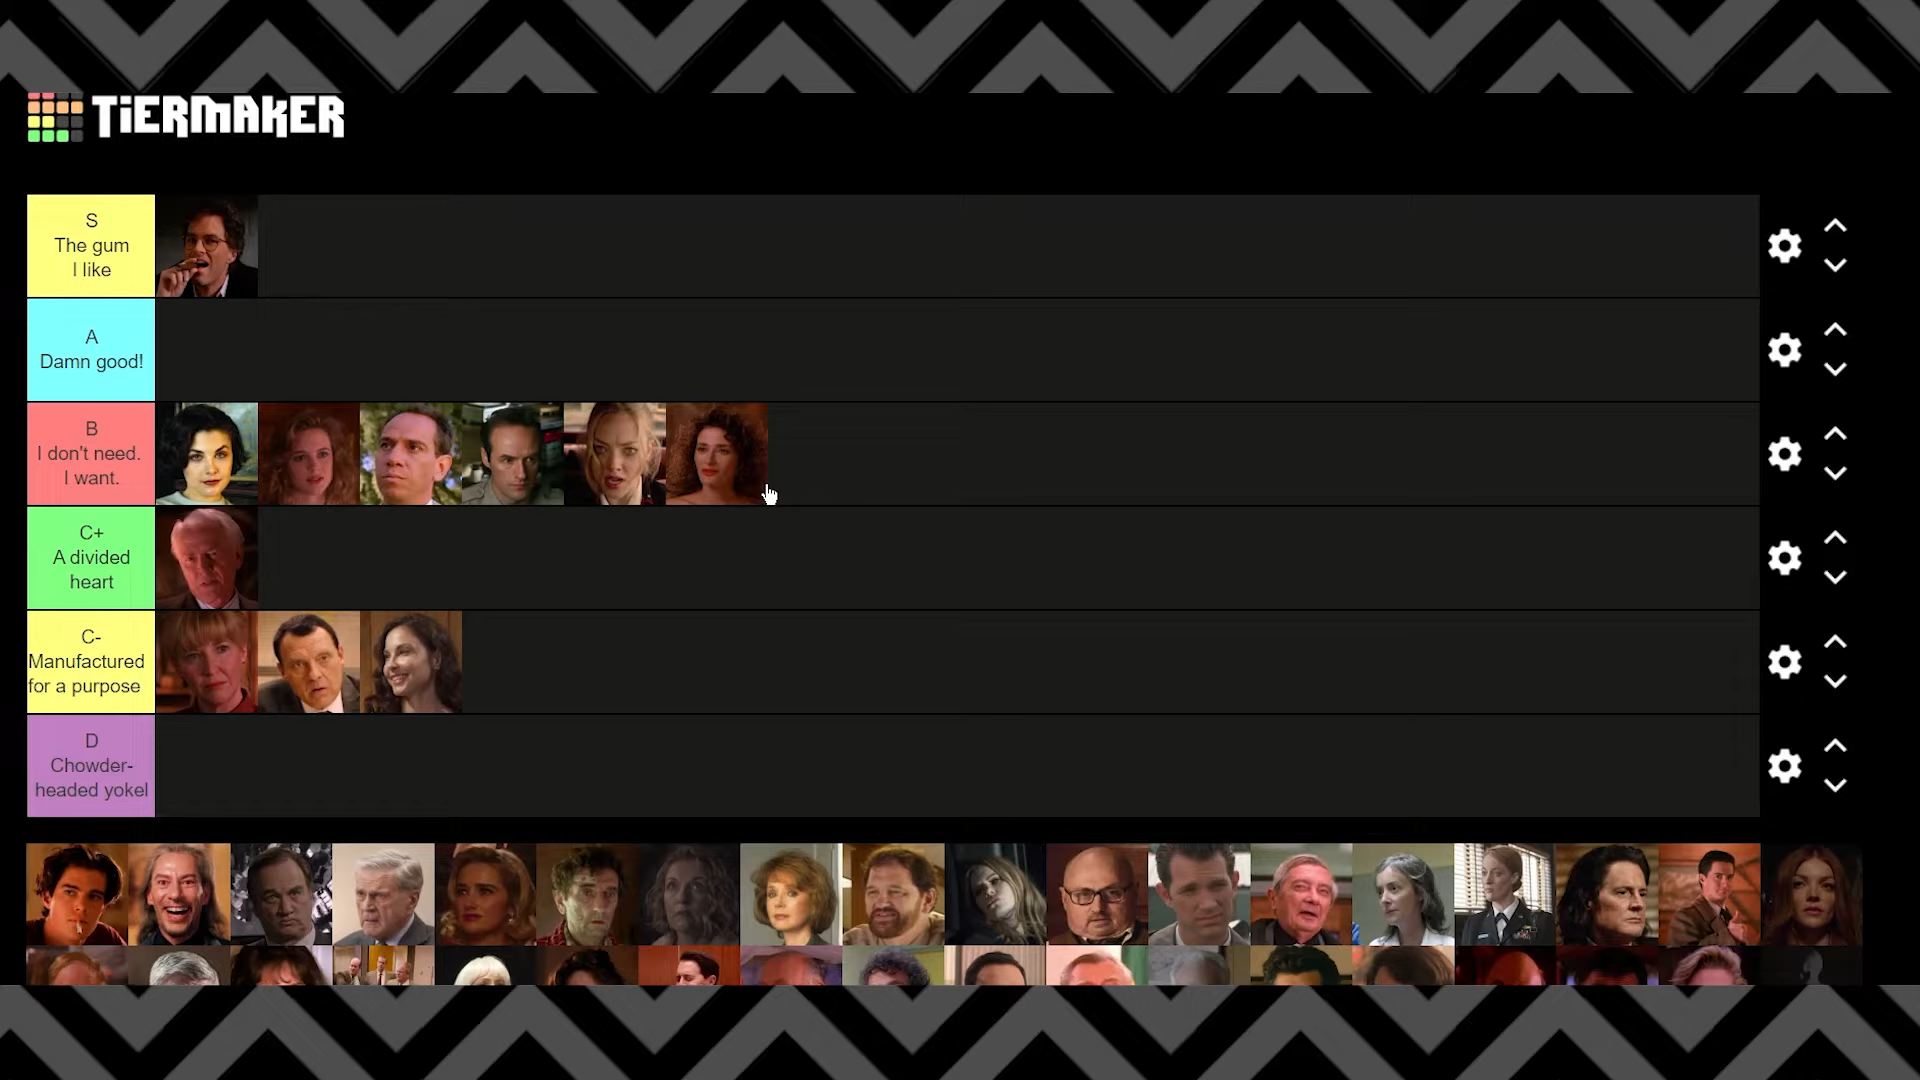 TiERMAKER
S
The gum
I like
A
Damn good!
B
I don't need.
I want.
C+
A divided
heart
C-
Manufactured
for a purpose
D
Chowder-
headed yokel